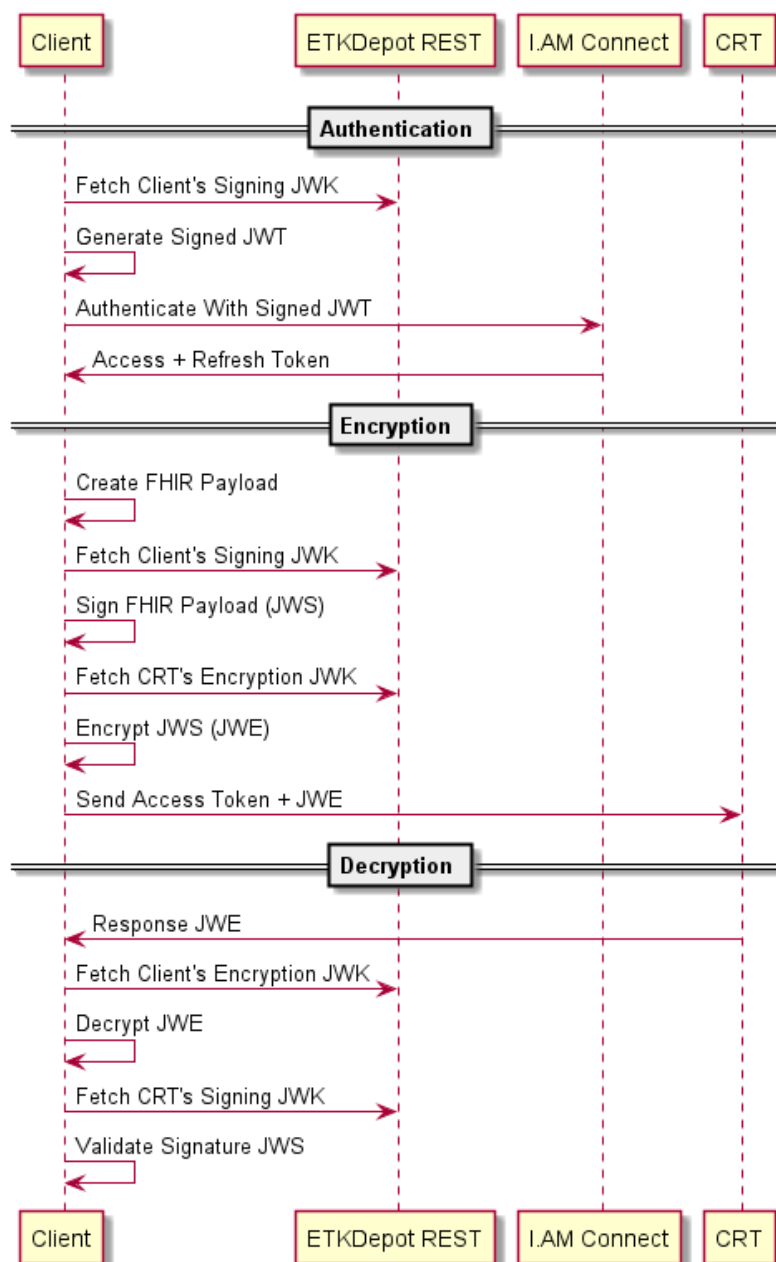 Client
ETKDepot REST
I.AM Connect
CRT
Authentication
Fetch Client's Signing JWK
Generate Signed JWT
Authenticate With Signed JWT
Access + Refresh Token
Encryption
Create FHIR Payload
Fetch Client's Signing JWK
Sign FHIR Payload (JWS)
Fetch CRT's Encryption JWK
Encrypt JWS (JWE)
Send Access Token + JWE
Decryption
Response JWE
Fetch Client's Encryption JWK
Decrypt JWE
Fetch CRT's Signing JWK
Validate Signature JWS
Client
ETKDepot REST
I.AM Connect
CRT